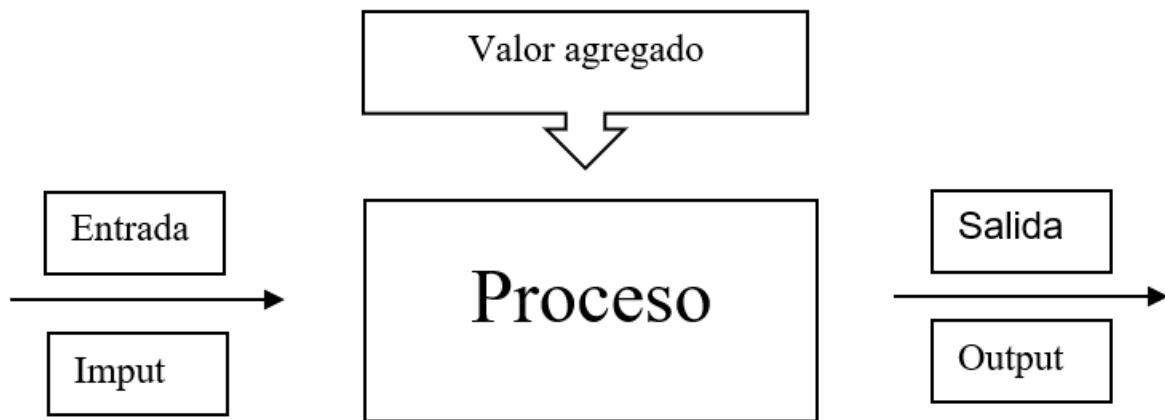 Valor agregado
Entrada
Proceso
Salida
Imput
Output